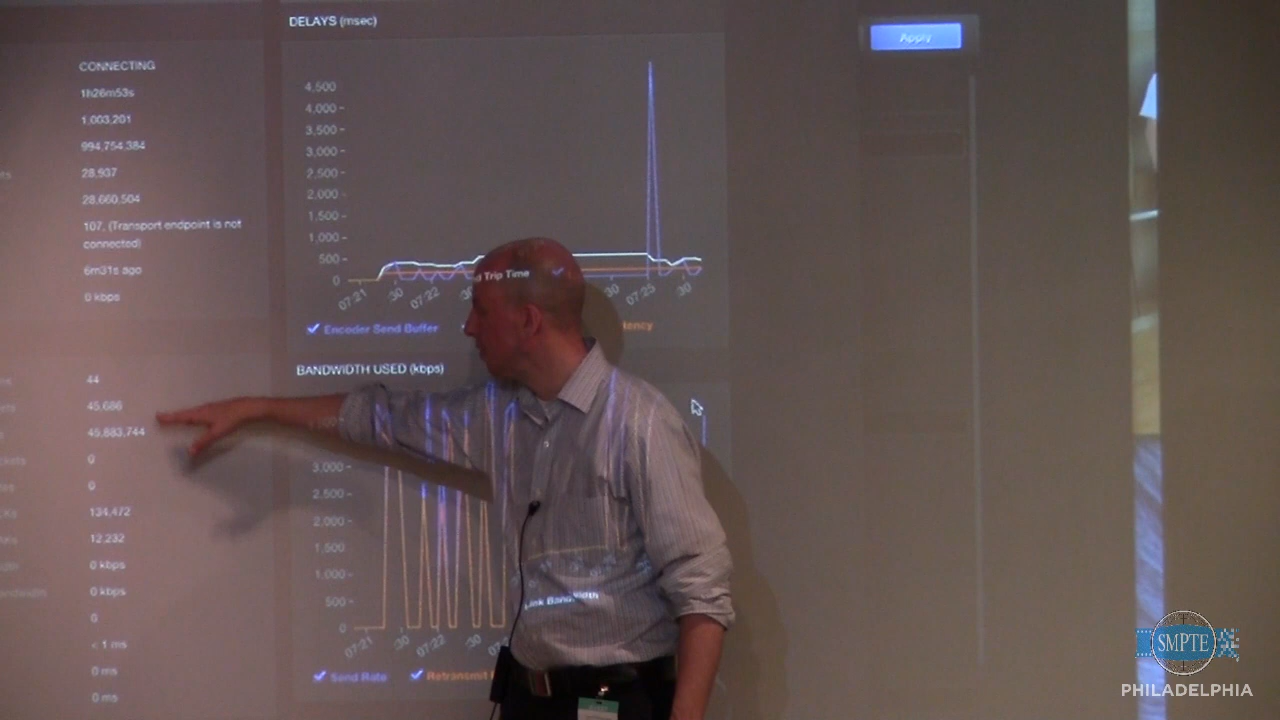 CONNECTING
1h26m53s
1,003,201
994,754,384
28,937
28,660,504
107, (Transport endpoint is not
connected)
6m31s ago
0 kbps
44
45,686
45,883,744
0
0
134,472
12,232
0 kbps
0 kbps
0
< 1 ms
0 ms
0 ms
DELAYS (msec)
4,500
4,000
3,500
3,000
2,500
2,000
1,500
1,000
500
0
07:21 :30 07:22 :30 :30 07:25 :30
d Trip Time
Encoder Send Buffer
BANDWIDTH USED (kbps)
3,000
2,500
2,000
1,500
1,000
500
0
07:21 :30 07:22 :30
Link Bandwidth
Send Rate Retransmit
Apply
SMPTE
PHILADELPHIA